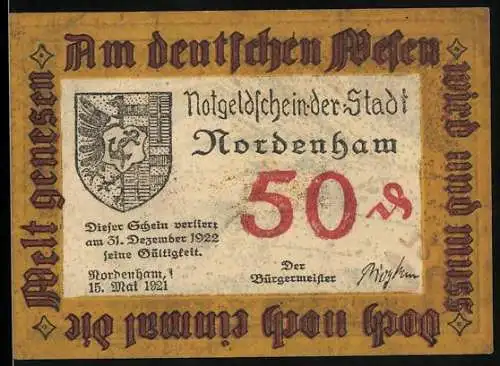 Am deutschen Wesen
wird und muss
doch noch einmal die
Welt genesen
Notgeldschein der Stadt
Nordenham
50 ₰
Dieser Schein verliert
am 31. Dezember 1922
seine Gültigkeit.
Nordenham,
15. Mai 1921
Der
Bürgermeister